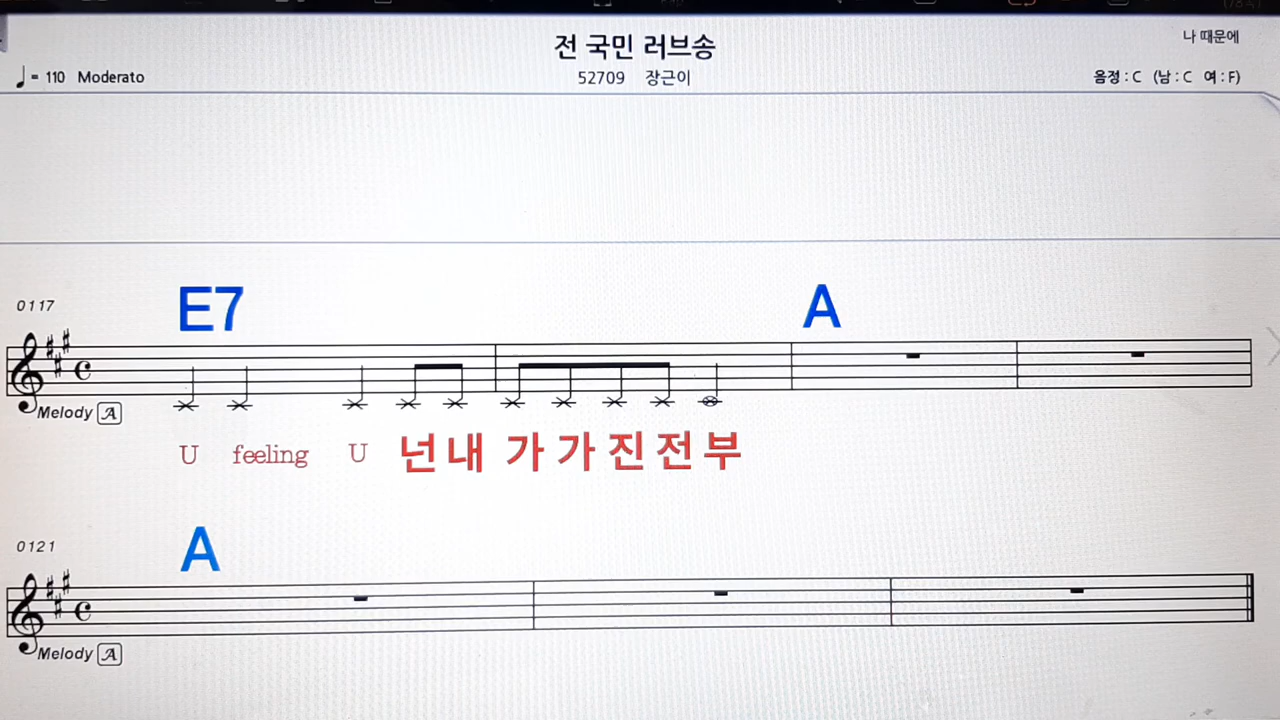 전 국민 러브송
나 때문에
♩= 110 Moderato
52709 장근이
음정 : C (남 : C 여 : F)
0117
E7 A
Melody A
U feeling U 넌 내 가 가 진 전 부
0121
A
Melody A